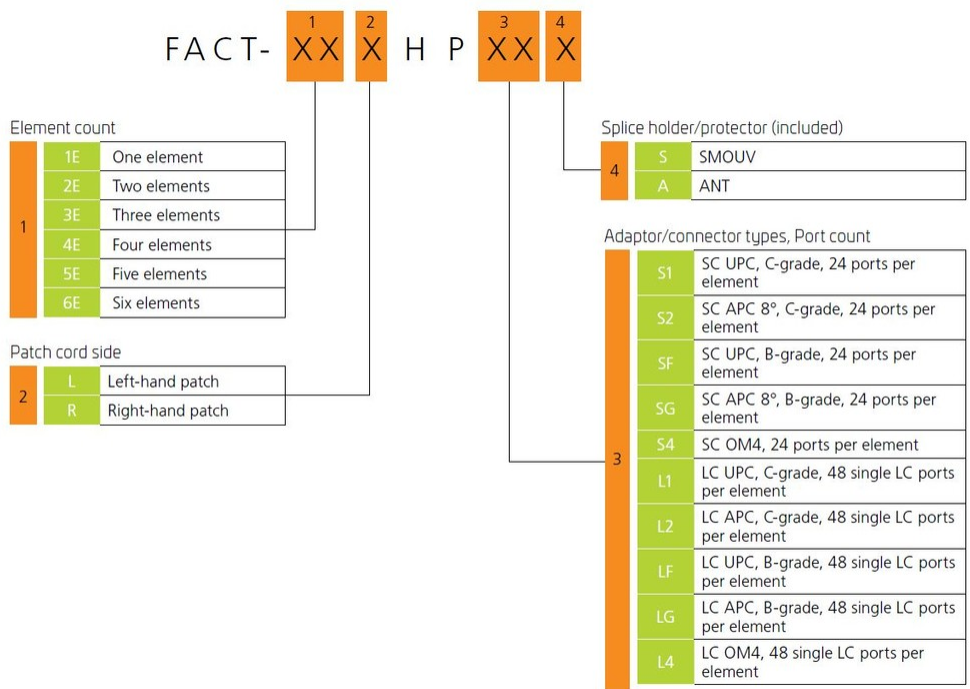 1 2 3 4
FACT- XX X H P XX X
Element count
1
1E One element
2E Two elements
3E Three elements
4E Four elements
5E Five elements
6E Six elements
Patch cord side
2
L Left-hand patch
R Right-hand patch
Splice holder/protector (included)
4
S SMOUV
A ANT
Adaptor/connector types, Port count
3
S1 SC UPC, C-grade, 24 ports per
element
S2 SC APC 8°, C-grade, 24 ports per
element
SF SC UPC, B-grade, 24 ports per
element
SG SC APC 8°, B-grade, 24 ports per
element
S4 SC OM4, 24 ports per element
L1 LC UPC, C-grade, 48 single LC ports
per element
L2 LC APC, C-grade, 48 single LC ports
per element
LF LC UPC, B-grade, 48 single LC ports
per element
LG LC APC, B-grade, 48 single LC ports
per element
L4 LC OM4, 48 single LC ports per
element